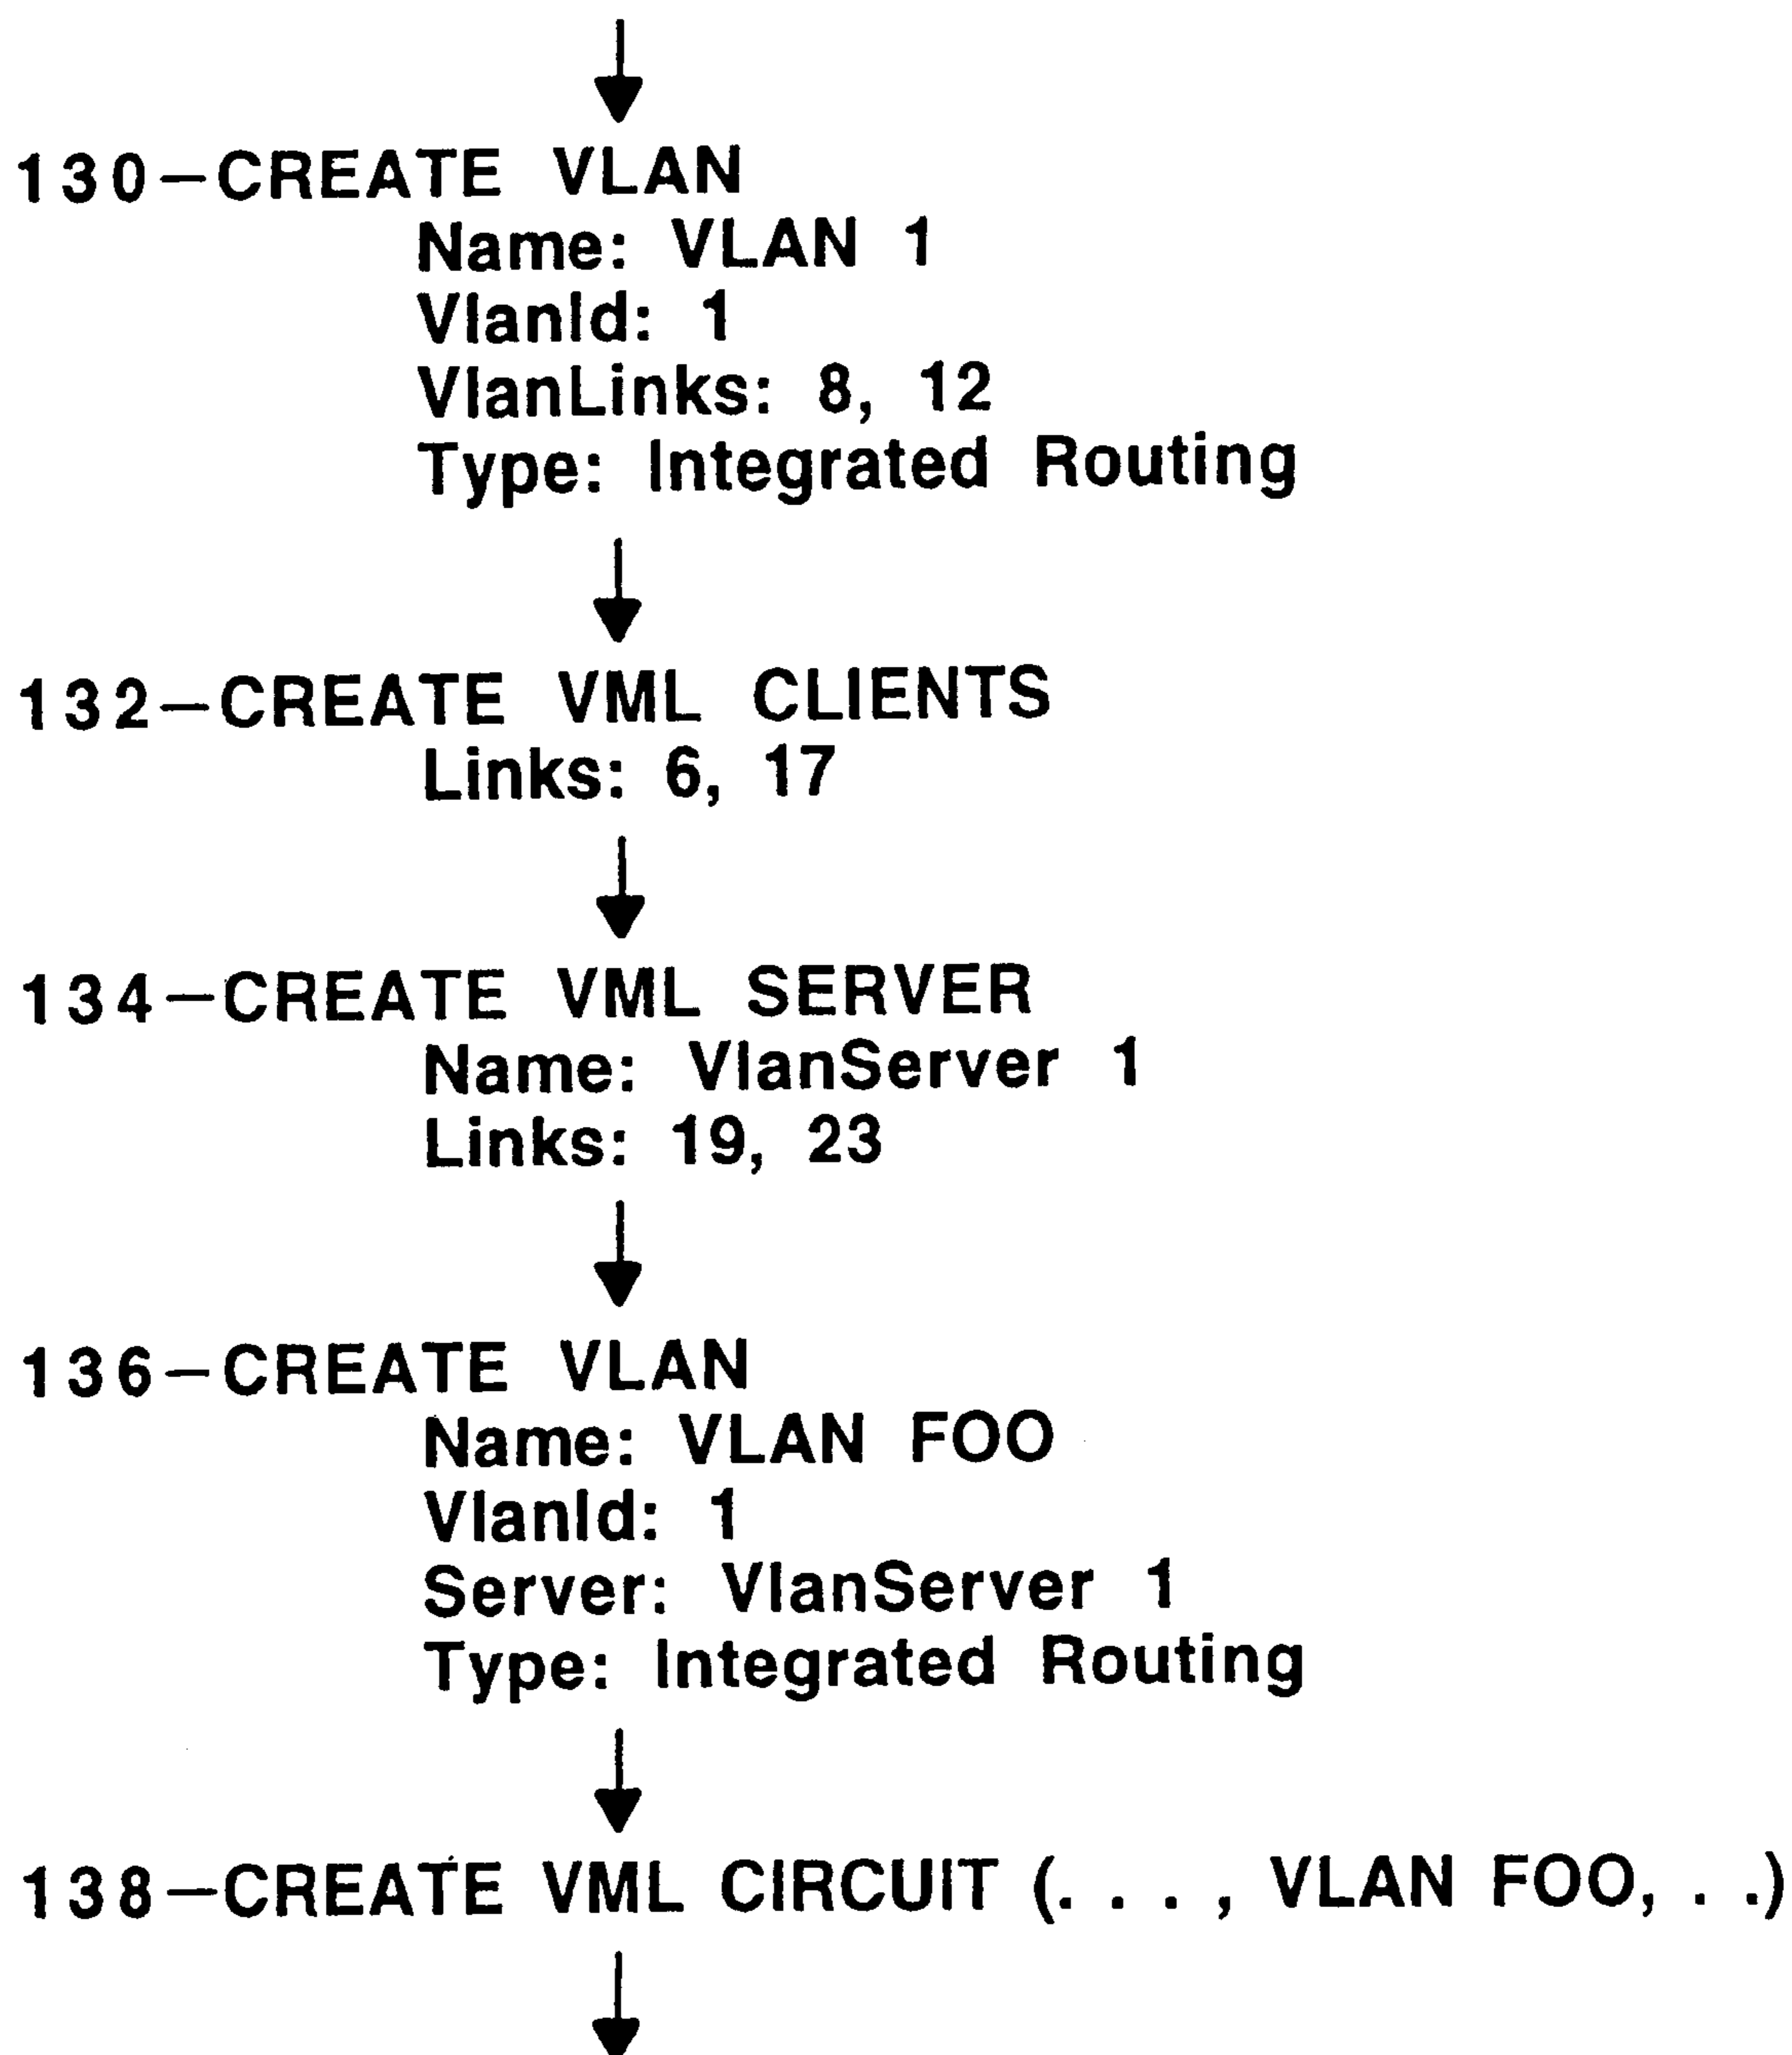 130—CREATE VLAN
Name: VLAN 1
VlanId: 1
VlanLinks: 8, 12
Type: Integrated Routing
132—CREATE VML CLIENTS
Links: 6, 17
134—CREATE VML SERVER
Name: VlanServer 1
Links: 19, 23
136—CREATE VLAN
Name: VLAN FOO
VlanId: 1
Server: VlanServer 1
Type: Integrated Routing
138—CREATE VML CIRCUIT (. . . , VLAN FOO, . .)